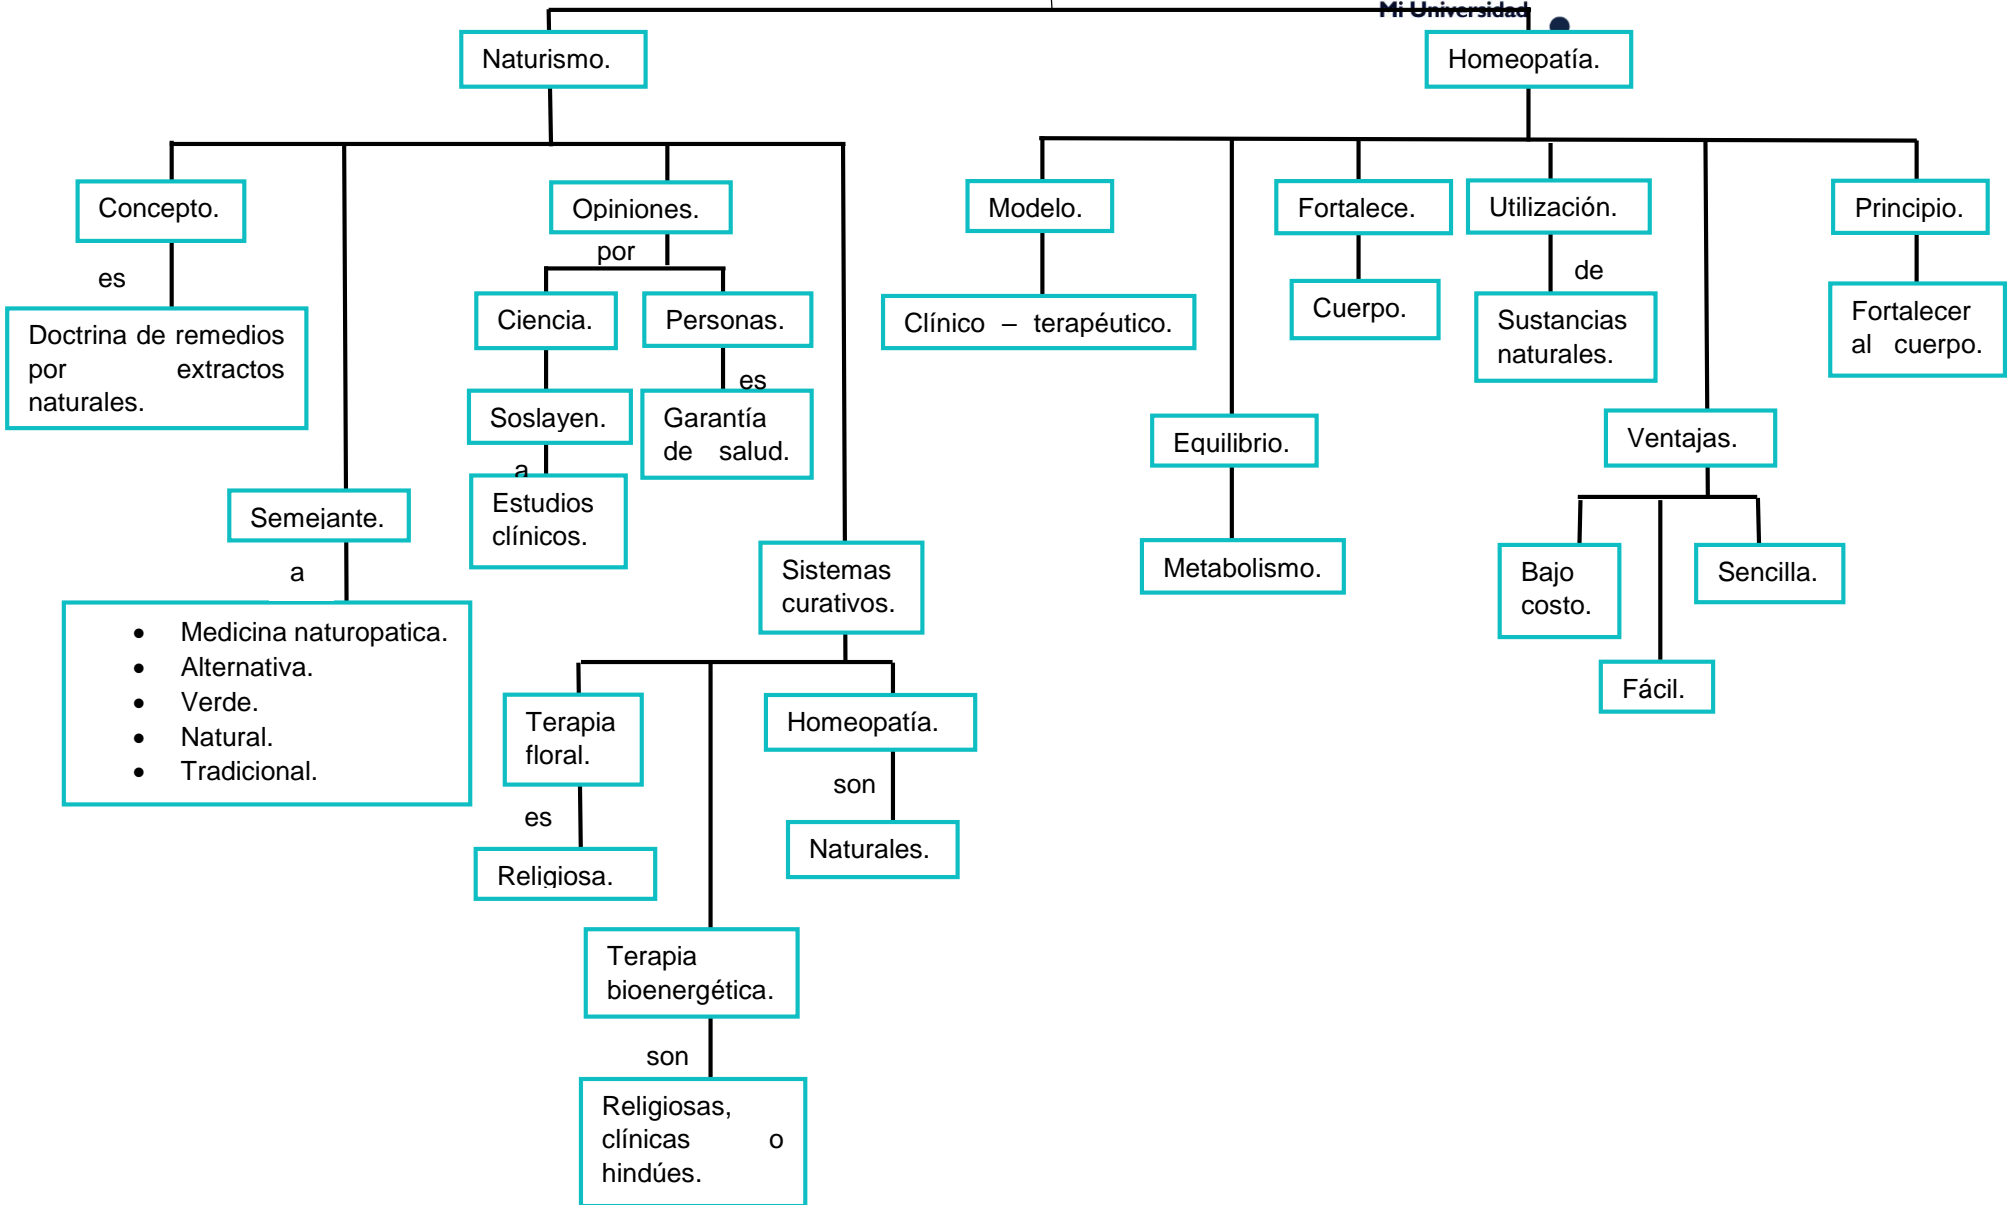 Mi Universidad
Naturismo.
Homeopatía.
Concepto.
Opiniones.
Modelo.
Fortalece.
Utilización.
Principio.
por
es
de
Doctrina de remedios
por extractos
naturales.
Ciencia.
Personas.
Clínico – terapéutico.
Cuerpo.
Sustancias
naturales.
Fortalecer
al cuerpo.
es
Soslayen.
Garantía
de salud.
Equilibrio.
Ventajas.
a
Estudios
clínicos.
Semejante.
a
Sistemas
curativos.
Metabolismo.
Bajo
costo.
Sencilla.
Fácil.
Medicina naturopatica.
Alternativa.
Verde.
Natural.
Tradicional.
Terapia
floral.
Homeopatía.
es
son
Religiosa.
Naturales.
Terapia
bioenergética.
son
Religiosas,
clínicas o
hindúes.